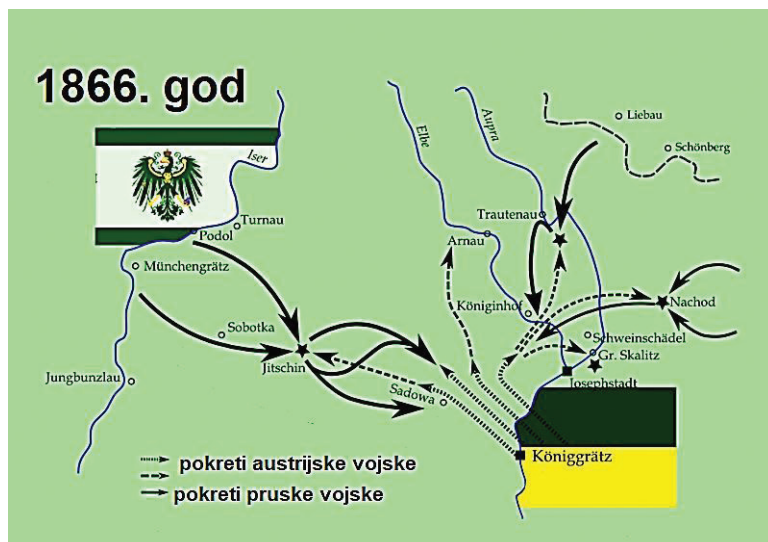 1866. god
Liebau
Schönberg
Elbe
Aupra
Iser
Turnau
Podol
Trautenau
Arnau
Münchengrätz
Königinhof
Nachod
Sobotka
Schweinschädel
Gr. Skalitz
Jitschin
Jungbunzlau
Josephstadt
Sadowa
Königgrätz
pokreti austrijske vojske
pokreti pruske vojske